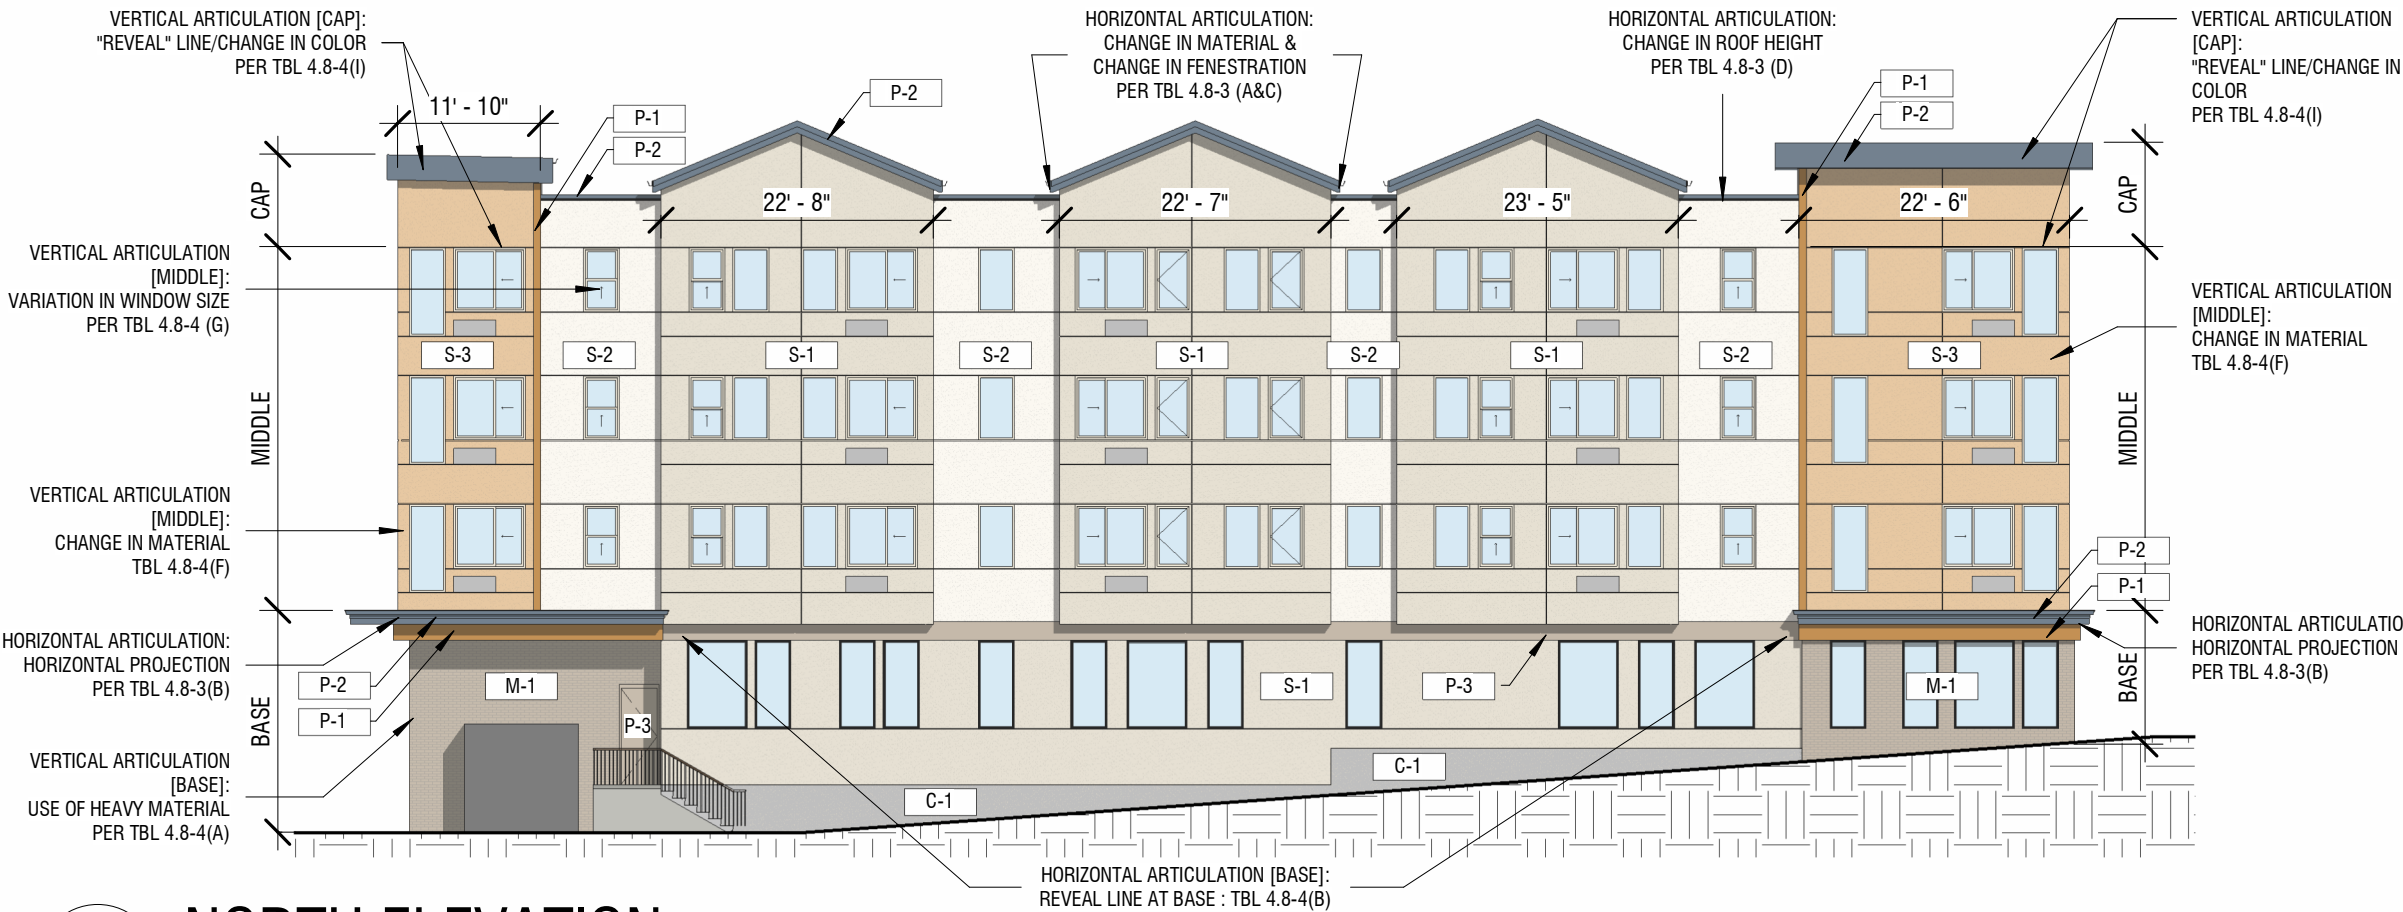 VERTICAL ARTICULATION [CAP]:
"REVEAL" LINE/CHANGE IN COLOR
PER TBL 4.8-4(I)
HORIZONTAL ARTICULATION:
CHANGE IN MATERIAL &
CHANGE IN FENESTRATION
PER TBL 4.8-3 (A&C)
HORIZONTAL ARTICULATION:
CHANGE IN ROOF HEIGHT
PER TBL 4.8-3 (D)
VERTICAL ARTICULATION
[CAP]:
"REVEAL" LINE/CHANGE IN
COLOR
PER TBL 4.8-4(I)
11' - 10"
P-1
P-2
P-2
P-1
P-2
CAP
22' - 8"
22' - 7"
23' - 5"
22' - 6"
CAP
VERTICAL ARTICULATION
[MIDDLE]:
VARIATION IN WINDOW SIZE
PER TBL 4.8-4 (G)
VERTICAL ARTICULATION
[MIDDLE]:
CHANGE IN MATERIAL
TBL 4.8-4(F)
S-3
S-2
S-1
S-2
S-1
S-2
S-1
S-2
S-3
MIDDLE
MIDDLE
VERTICAL ARTICULATION
[MIDDLE]:
CHANGE IN MATERIAL
TBL 4.8-4(F)
P-2
P-1
HORIZONTAL ARTICULATION:
HORIZONTAL PROJECTION
PER TBL 4.8-3(B)
P-2
P-1
BASE
M-1
P-3
S-1
P-3
M-1
BASE
HORIZONTAL ARTICULATIO
HORIZONTAL PROJECTION
PER TBL 4.8-3(B)
VERTICAL ARTICULATION
[BASE]:
USE OF HEAVY MATERIAL
PER TBL 4.8-4(A)
C-1
C-1
HORIZONTAL ARTICULATION [BASE]:
REVEAL LINE AT BASE : TBL 4.8-4(B)
NORTH ELEVATION